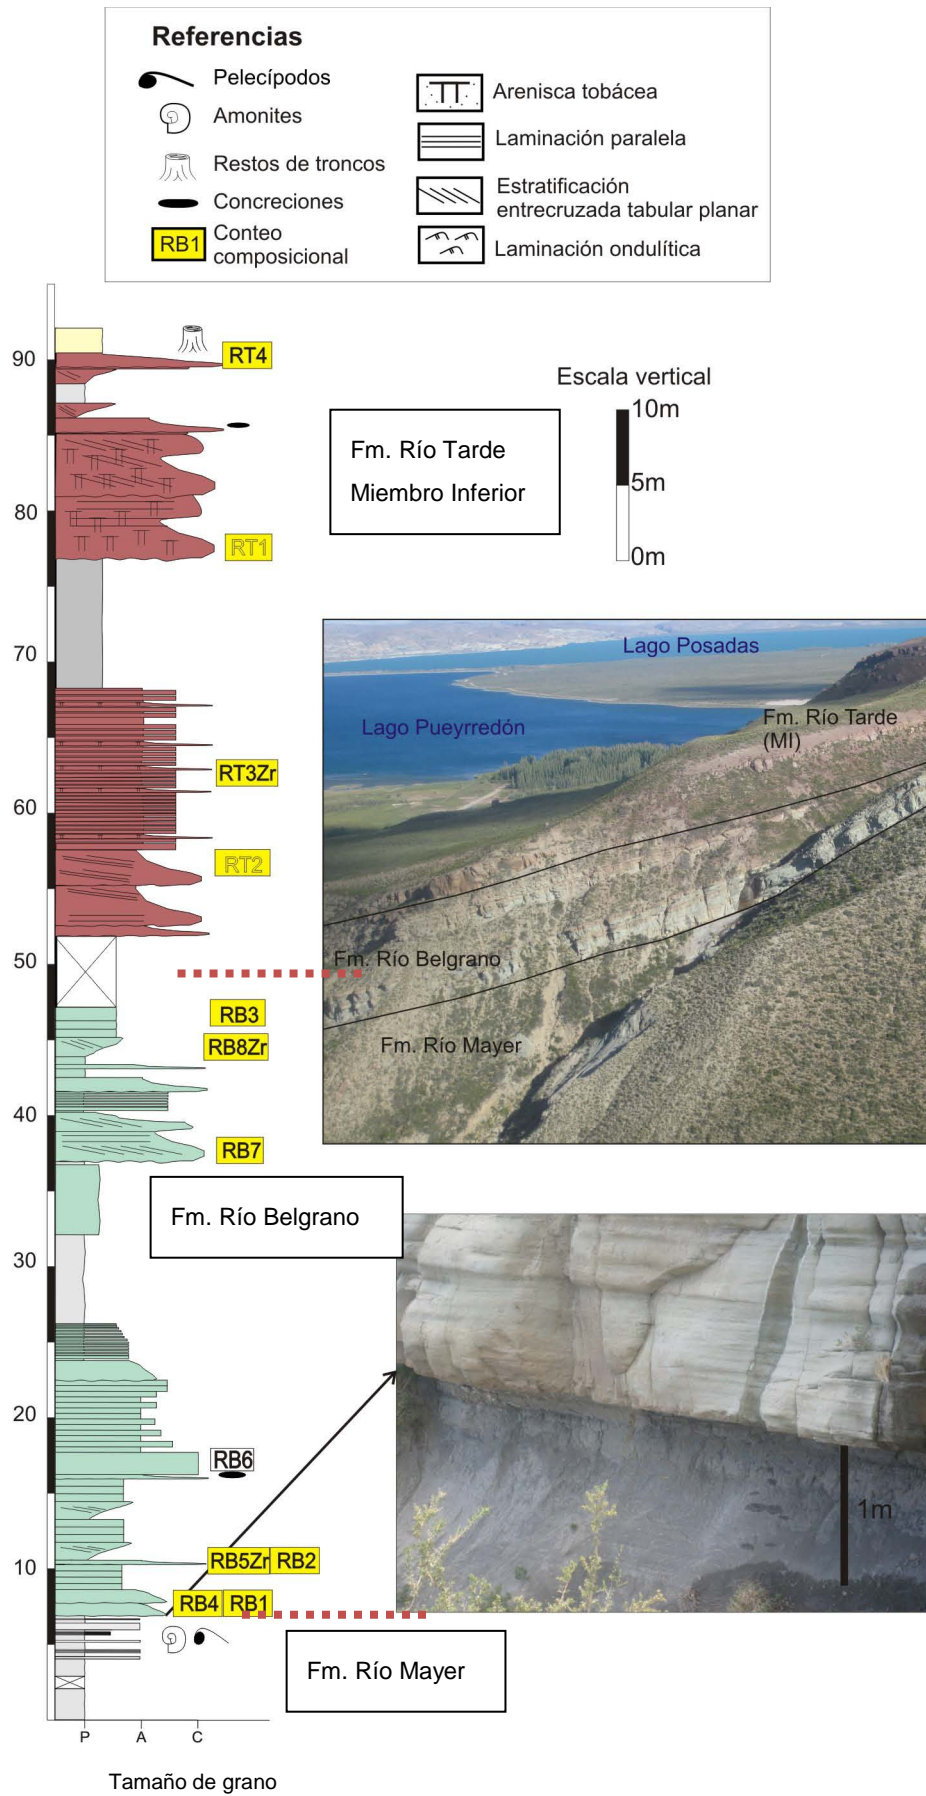 Referencias
Pelecípodos
Amonites
Restos de troncos
Concreciones
RB1 Conteo
composicional
Arenisca tobácea
Laminación paralela
Estratificación
entrecruzada tabular planar
Laminación ondulítica
90
RT4
Escala vertical
10m
5m
0m
Fm. Río Tarde
Miembro Inferior
80
RT1
70
Lago Posadas
Lago Pueyrredón
Fm. Río Tarde
(MI)
RT3Zr
60
RT2
50
Fm. Río Belgrano
Fm. Río Mayer
RB3
RB8Zr
40
RB7
Fm. Río Belgrano
30
20
RB6
1m
10
RB5Zr RB2
RB4 RB1
Fm. Río Mayer
P A C
Tamaño de grano